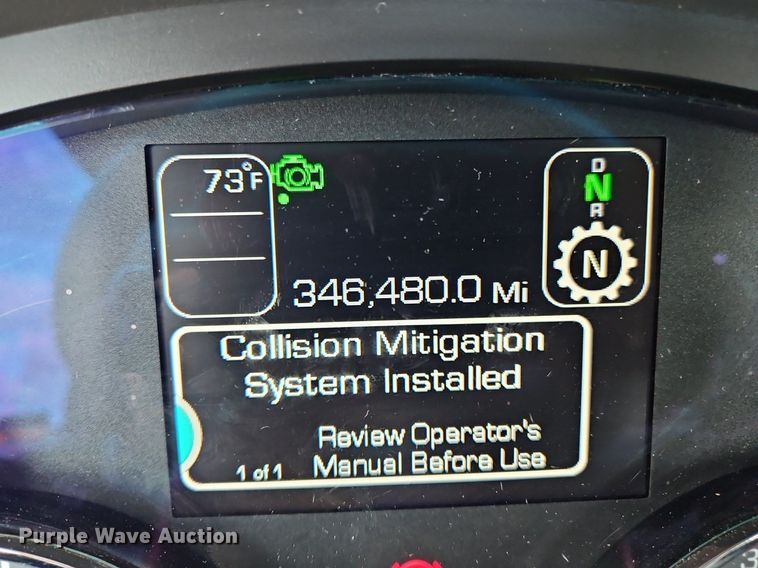 73°F
D
N
R
N
346,480.0 Mi
Collision Mitigation
System Installed
Review Operator's
1 of 1 Manual Before Use
Purple Wave Auction